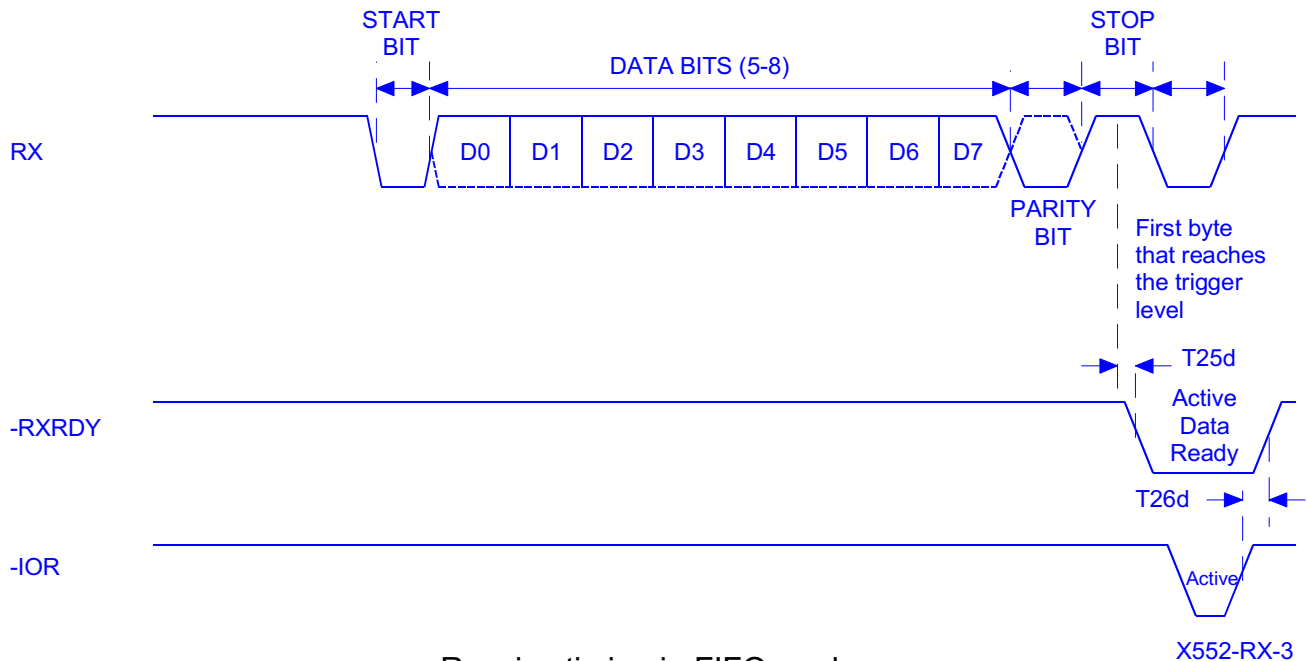 START
BIT
DATA BITS (5-8)
STOP
BIT
RX
D0
D1
D2
D3
D4
D5
D6
D7
PARITY
BIT
First byte
that reaches
the trigger
level
T25d
-RXRDY
Active
Data
Ready
T26d
-IOR
Active
X552-RX-3